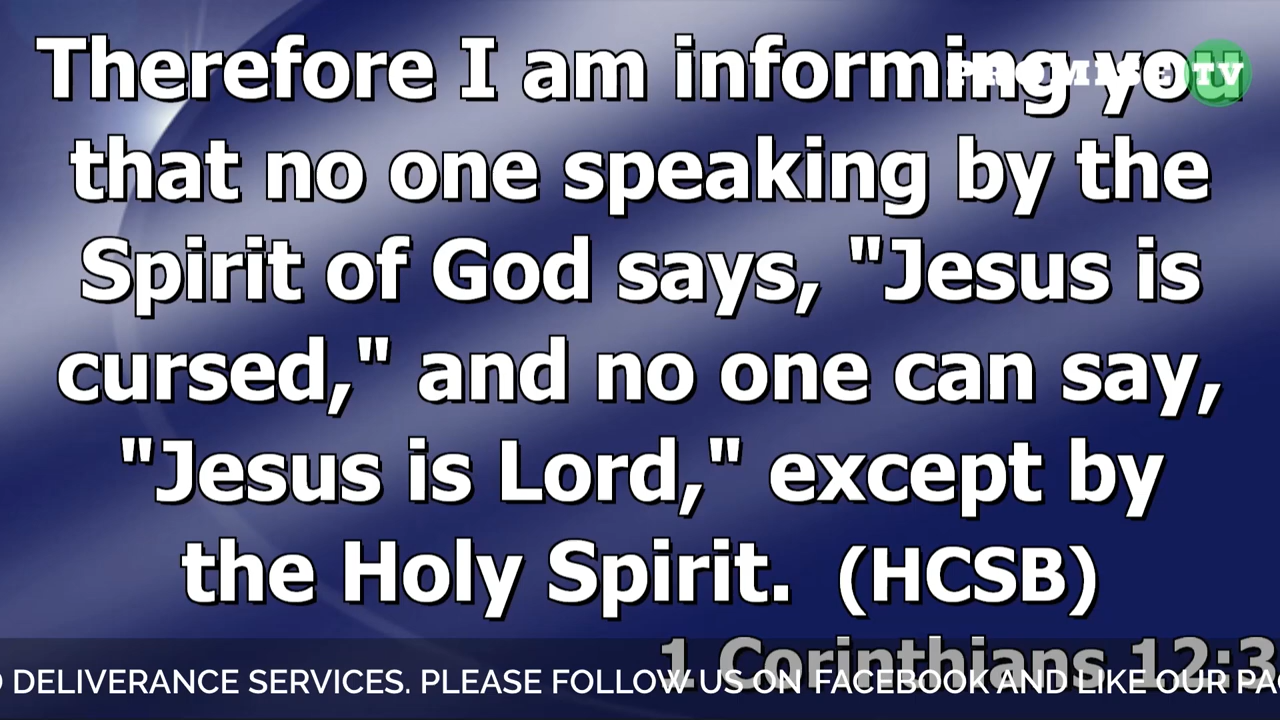 Therefore I am informing you
PROMISE TV
that no one speaking by the
Spirit of God says, "Jesus is
cursed," and no one can say,
"Jesus is Lord," except by
the Holy Spirit. (HCSB)
1 Corinthians 12:3
DELIVERANCE SERVICES. PLEASE FOLLOW US ON FACEBOOK AND LIKE OUR